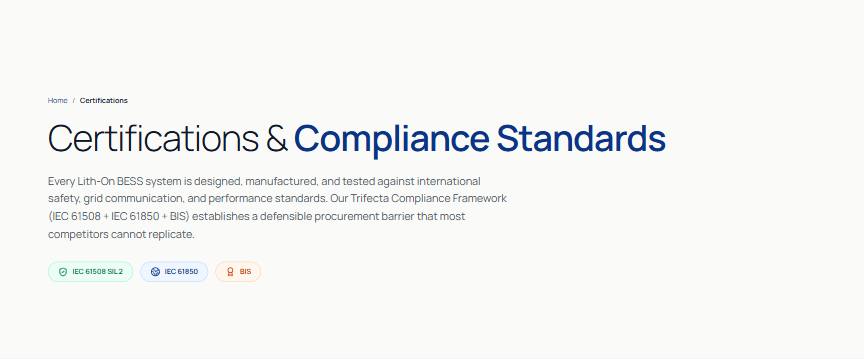 Home / Certifications
Certifications & Compliance Standards
Every Lith-On BESS system is designed, manufactured, and tested against international
safety, grid communication, and performance standards. Our Trifecta Compliance Framework
(IEC 61508 + IEC 61850 + BIS) establishes a defensible procurement barrier that most
competitors cannot replicate.
IEC 61508 SIL2 IEC 61850 BIS